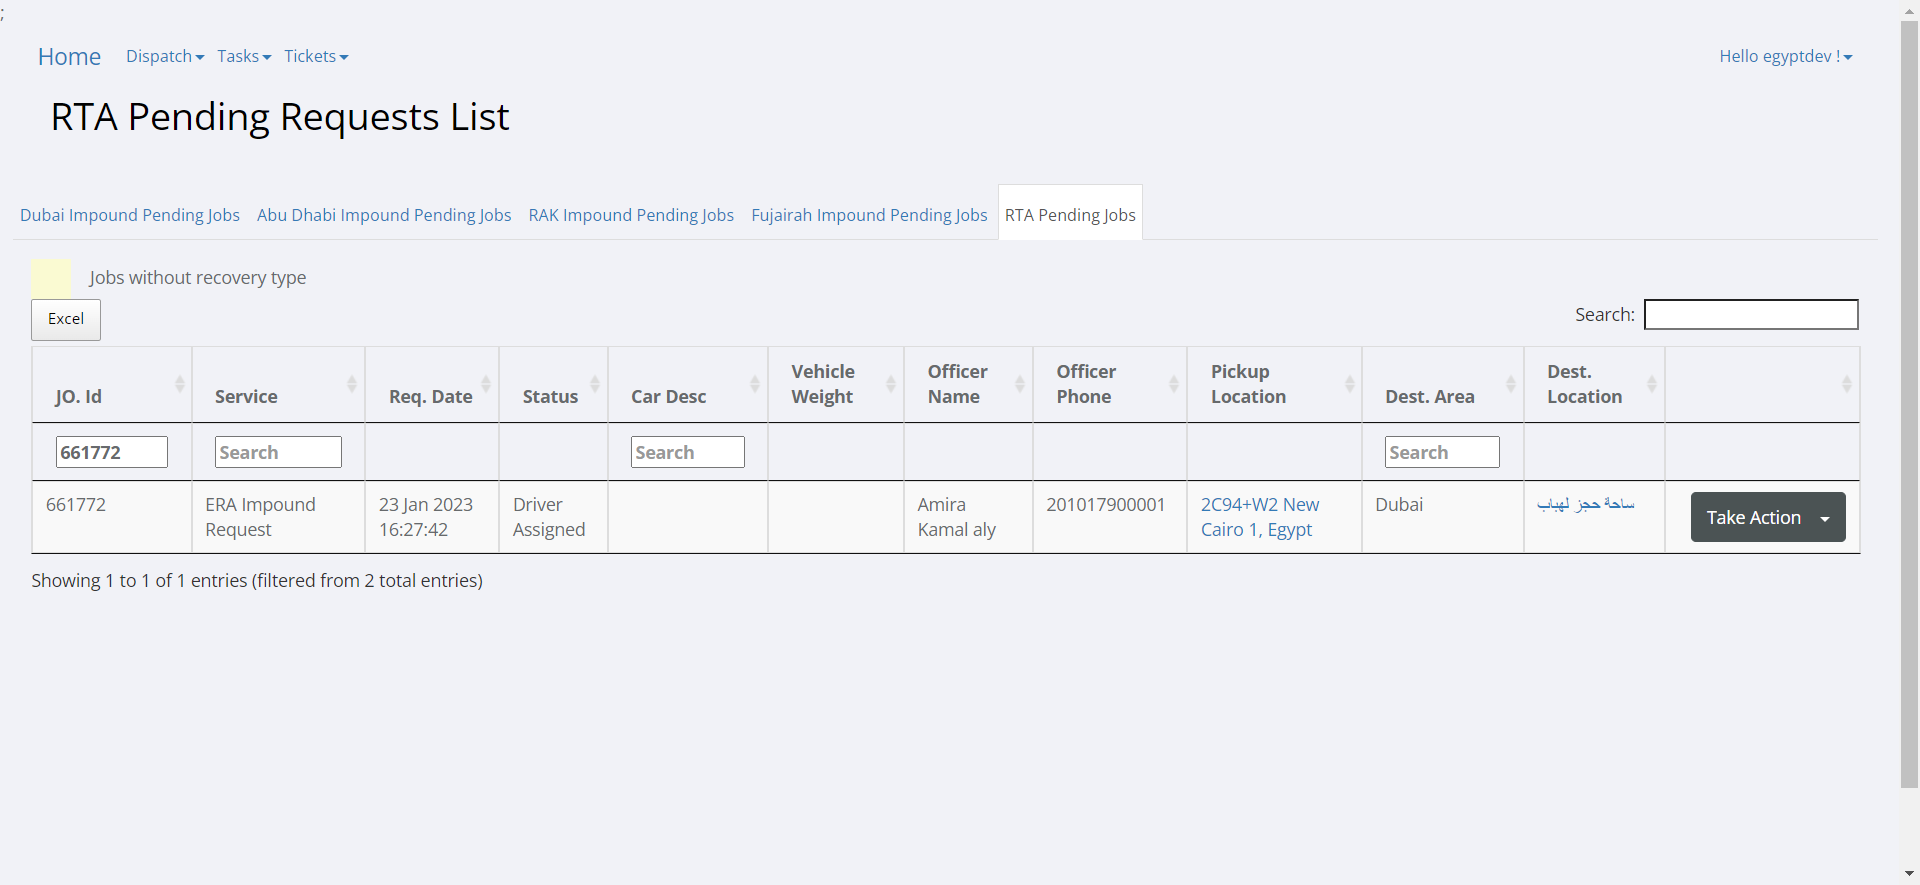 ;
Home Dispatch Tasks Tickets Hello egyptdev !
RTA Pending Requests List
Dubai Impound Pending Jobs Abu Dhabi Impound Pending Jobs RAK Impound Pending Jobs Fujairah Impound Pending Jobs RTA Pending Jobs
Jobs without recovery type
Excel Search:
JO. Id Service Req. Date Status Car Desc Vehicle Weight Officer Name Officer Phone Pickup Location Dest. Area Dest. Location
661772 Search Search Search
661772 ERA Impound Request 23 Jan 2023 16:27:42 Driver Assigned Amira Kamal aly 201017900001 2C94+W2 New Cairo 1, Egypt Dubai ساحة حجز لهباب Take Action
Showing 1 to 1 of 1 entries (filtered from 2 total entries)